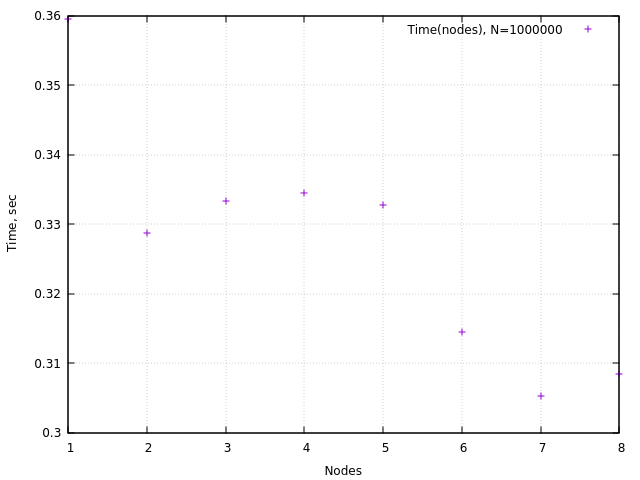 0.36
Time(nodes), N=1000000
0.35
0.34
0.33
0.32
0.31
0.3
Time, sec
1 2 3 4 5 6 7 8
Nodes